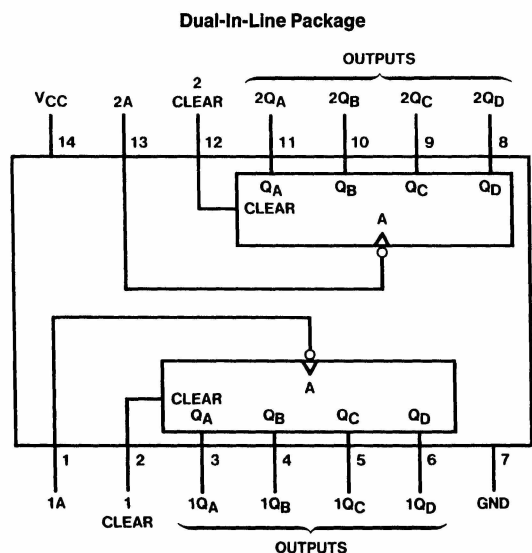 Dual-In-Line Package
OUTPUTS
VCC 2A 2 CLEAR 2QA 2QB 2QC 2QD
14 13 12 11 10 9 8
QA QB QC QD
CLEAR
A
A
CLEAR
QA QB QC QD
1 2 3 4 5 6 7
1A 1 CLEAR 1QA 1QB 1QC 1QD GND
OUTPUTS